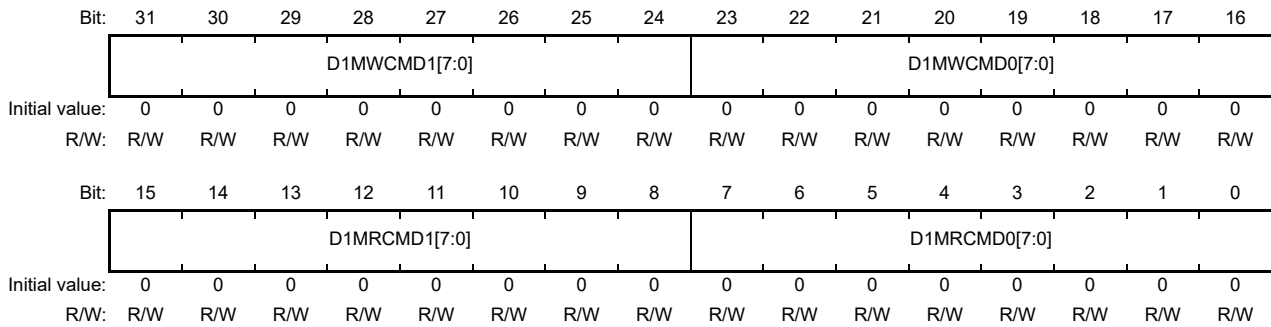 Bit: 31 30 29 28 27 26 25 24 23 22 21 20 19 18 17 16
D1MWCMD1[7:0] D1MWCMD0[7:0]
Initial value: 0 0 0 0 0 0 0 0 0 0 0 0 0 0 0 0
R/W: R/W R/W R/W R/W R/W R/W R/W R/W R/W R/W R/W R/W R/W R/W R/W R/W
Bit: 15 14 13 12 11 10 9 8 7 6 5 4 3 2 1 0
D1MRCMD1[7:0] D1MRCMD0[7:0]
Initial value: 0 0 0 0 0 0 0 0 0 0 0 0 0 0 0 0
R/W: R/W R/W R/W R/W R/W R/W R/W R/W R/W R/W R/W R/W R/W R/W R/W R/W